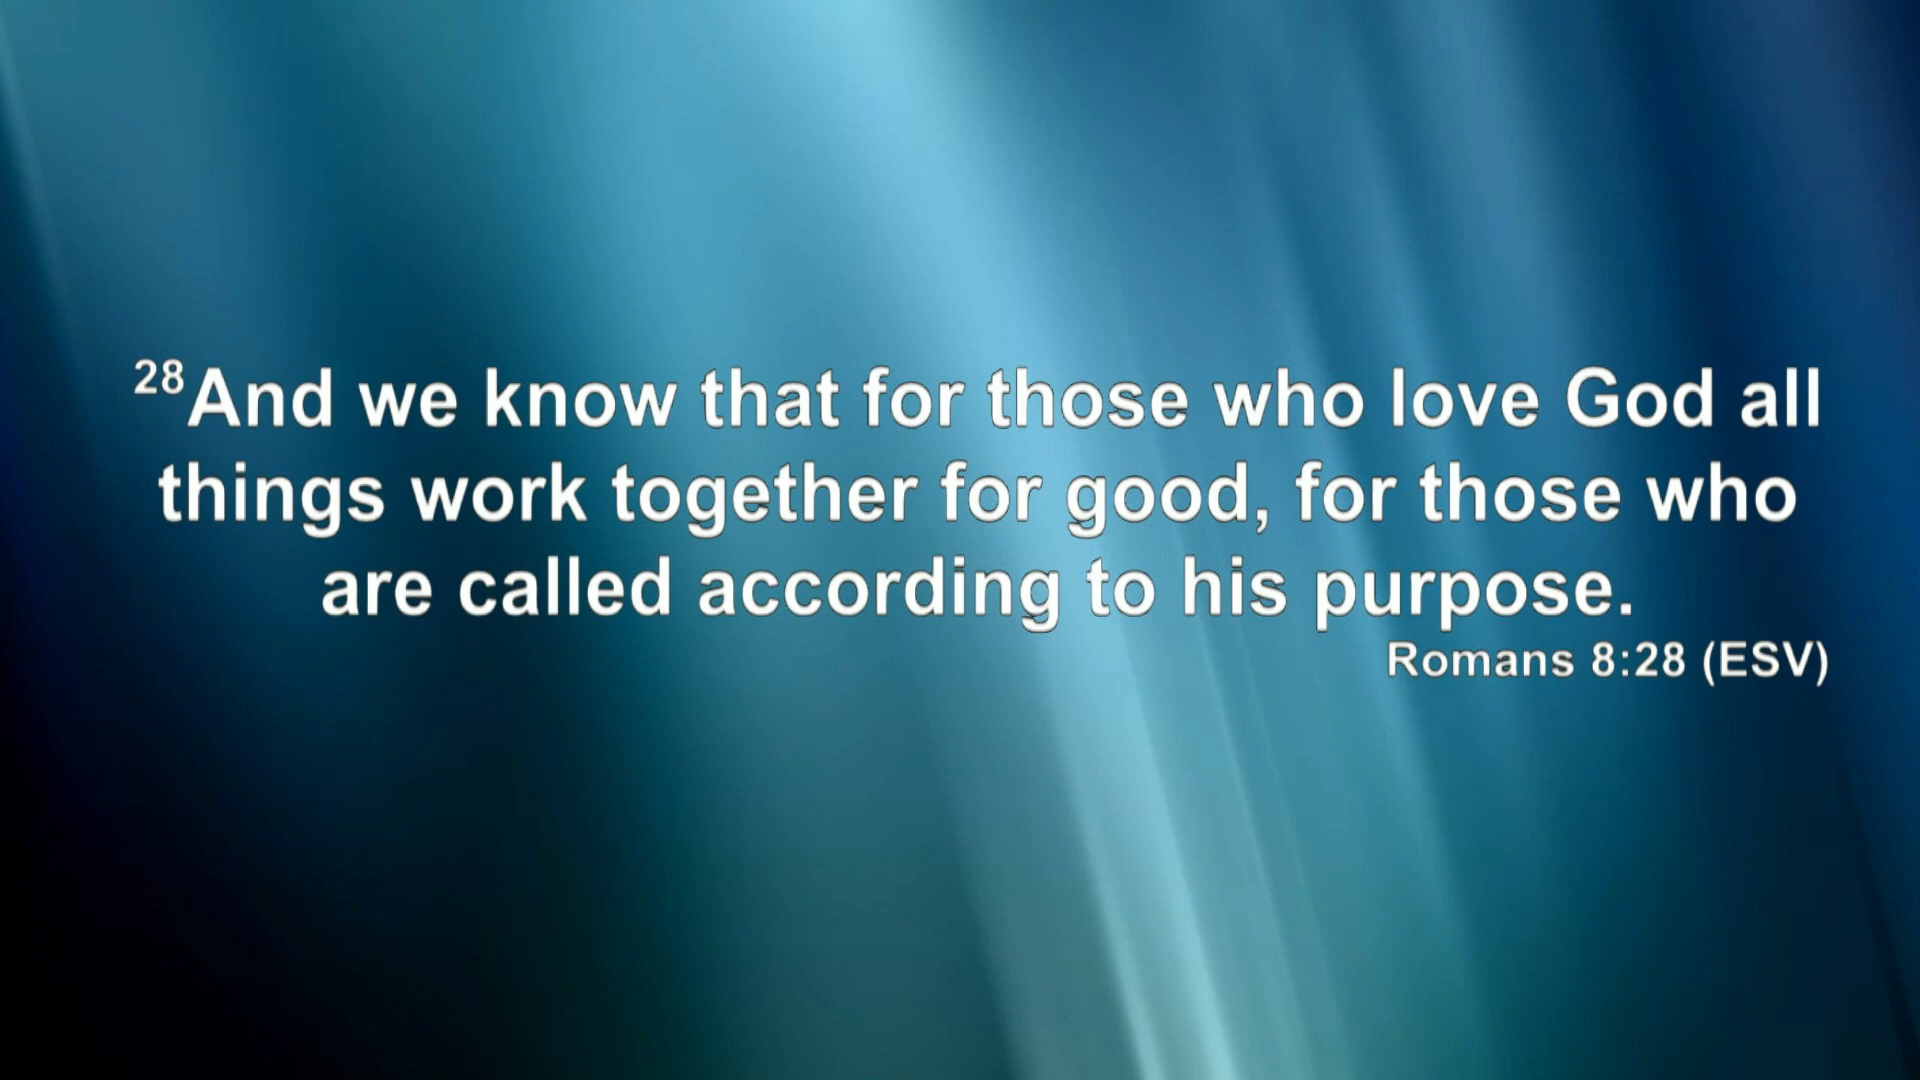 28And we know that for those who love God all
things work together for good, for those who
are called according to his purpose.
Romans 8:28 (ESV)